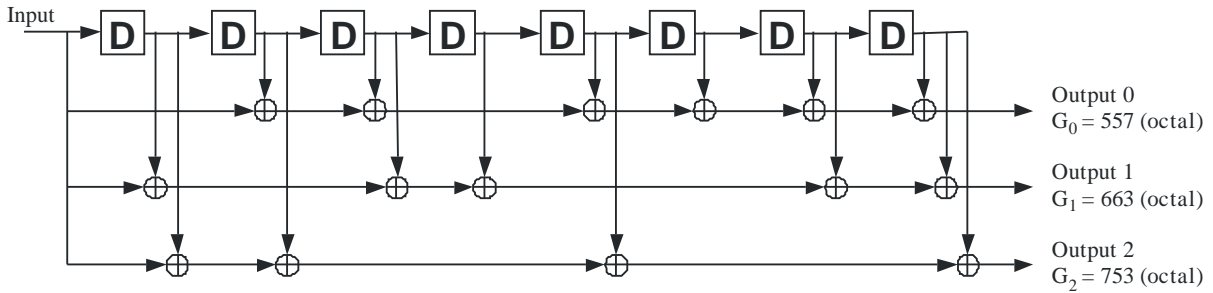 Input
D D D D D D D D
Output 0
G0 = 557 (octal)
Output 1
G1 = 663 (octal)
Output 2
G2 = 753 (octal)